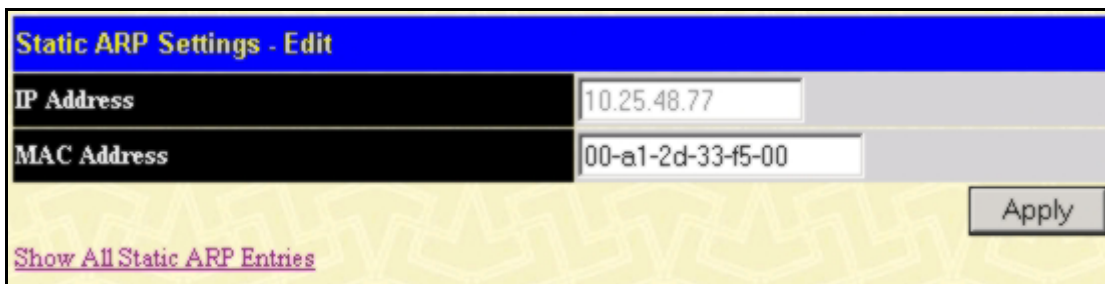 Static ARP Settings - Edit
IP Address 10.25.48.77
MAC Address 00-a1-2d-33-f5-00
Apply
Show All Static ARP Entries